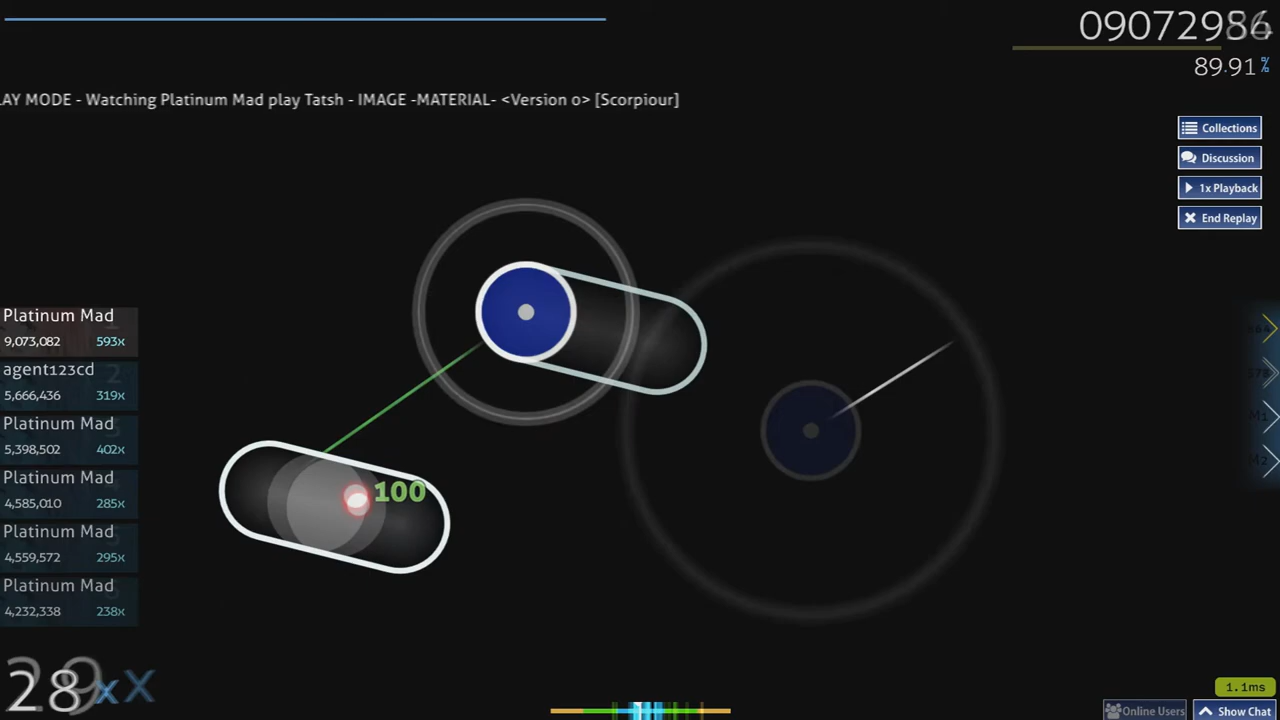 09072986
89.91%
LAY MODE - Watching Platinum Mad play Tatsh - IMAGE -MATERIAL- <Version 0> [Scorpiour]
Collections
Discussion
1x Playback
End Replay
Platinum Mad
9,073,082 593x
agent123cd
5,666,436 319x
Platinum Mad
5,398,502 402x
Platinum Mad
4,585,010 285x
Platinum Mad
4,559,572 295x
Platinum Mad
4,232,338 238x
100
M1
M2
28x
1.1ms
Online Users
Show Chat